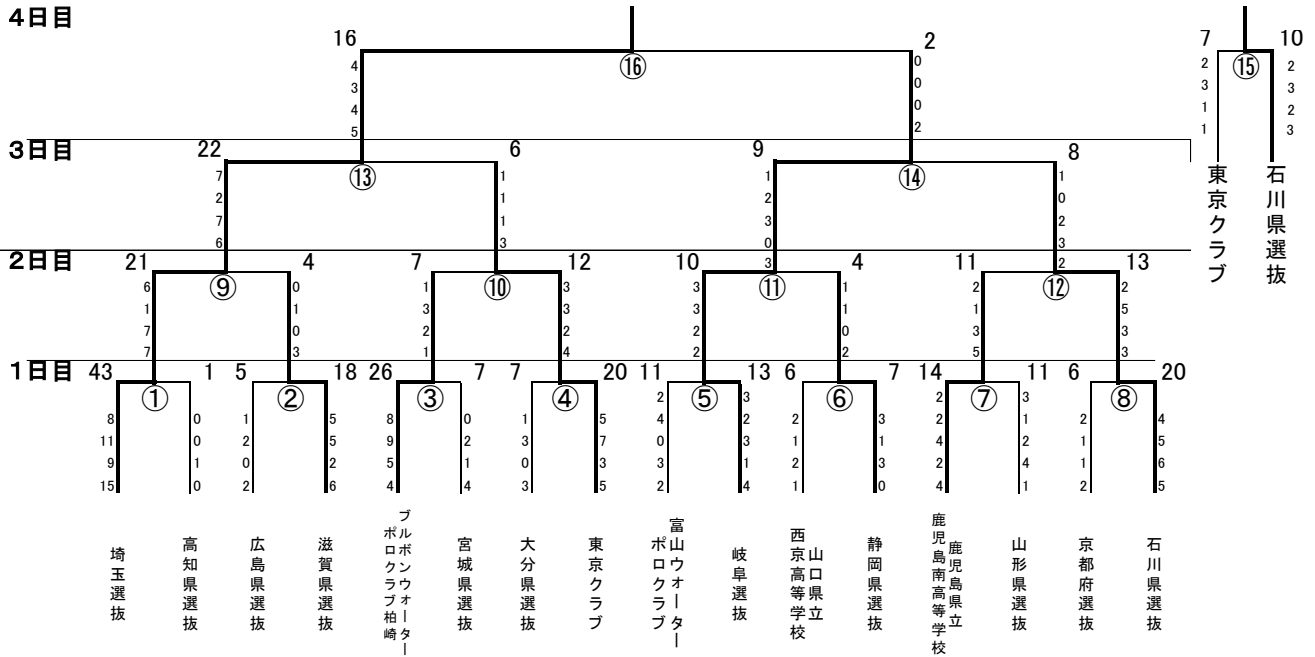 4日目
16 2 7 10
⑯ ⑮
4 0 2 2
3 0 3 3
4 0 1 2
5 2 1 3
3日目
22 6 9 8
⑬ ⑭
7 1 1 1
2 1 2 0
7 1 3 2
6 3 0 3
3 2
東京クラブ
石川県選抜
2日目
21 4 7 12 10 4 11 13
⑨ ⑩ ⑪ ⑫
6 0 1 3 3 1 2 2
1 1 3 3 3 1 1 5
7 0 2 2 2 0 3 3
7 3 1 4 2 2 5 3
1日目
43 1 5 18 26 7 7 20 11 13 6 7 14 11 6 20
① ② ③ ④ ⑤ ⑥ ⑦ ⑧
2 3 2 3
8 0 1 5 8 0 1 5 4 2 2 3 2 1 2 4
11 0 2 5 9 2 3 7 0 3 1 1 4 2 1 5
9 1 0 2 5 1 0 3 3 1 2 3 2 4 1 6
15 0 2 6 4 4 3 5 2 4 1 0 4 1 2 5
埼玉選抜
高知県選抜
広島県選抜
滋賀県選抜
ブルボンウォーター
ポロクラブ柏崎
宮城県選抜
大分県選抜
東京クラブ
富山ウォーター
ポロクラブ
岐阜選抜
山口県立
西京高等学校
静岡県選抜
鹿児島県立
鹿児島南高等学校
山形県選抜
京都府選抜
石川県選抜